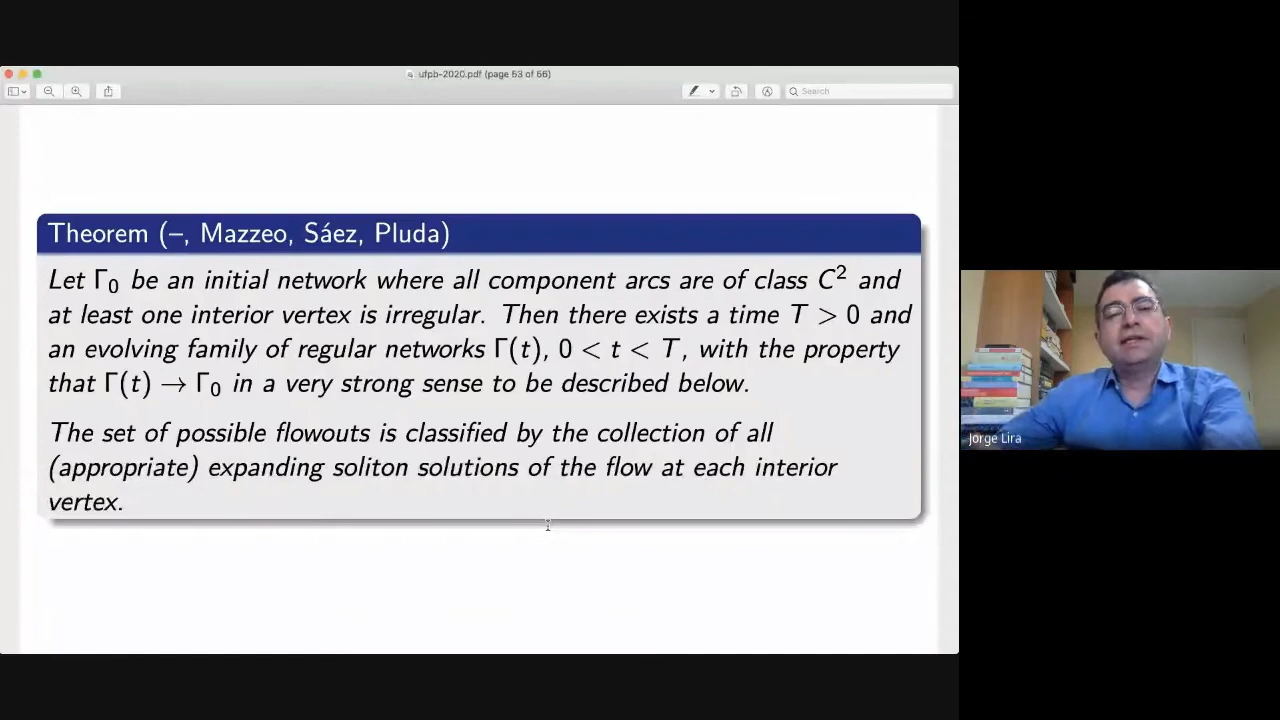 ufpb-2020.pdf (page 53 of 56)
Search
Theorem (–, Mazzeo, Sáez, Pluda)
Let Γ₀ be an initial network where all component arcs are of class C² and
at least one interior vertex is irregular. Then there exists a time T > 0 and
an evolving family of regular networks Γ(t), 0 < t < T, with the property
that Γ(t) → Γ₀ in a very strong sense to be described below.
The set of possible flowouts is classified by the collection of all
(appropriate) expanding soliton solutions of the flow at each interior
vertex.
Jorge Lira